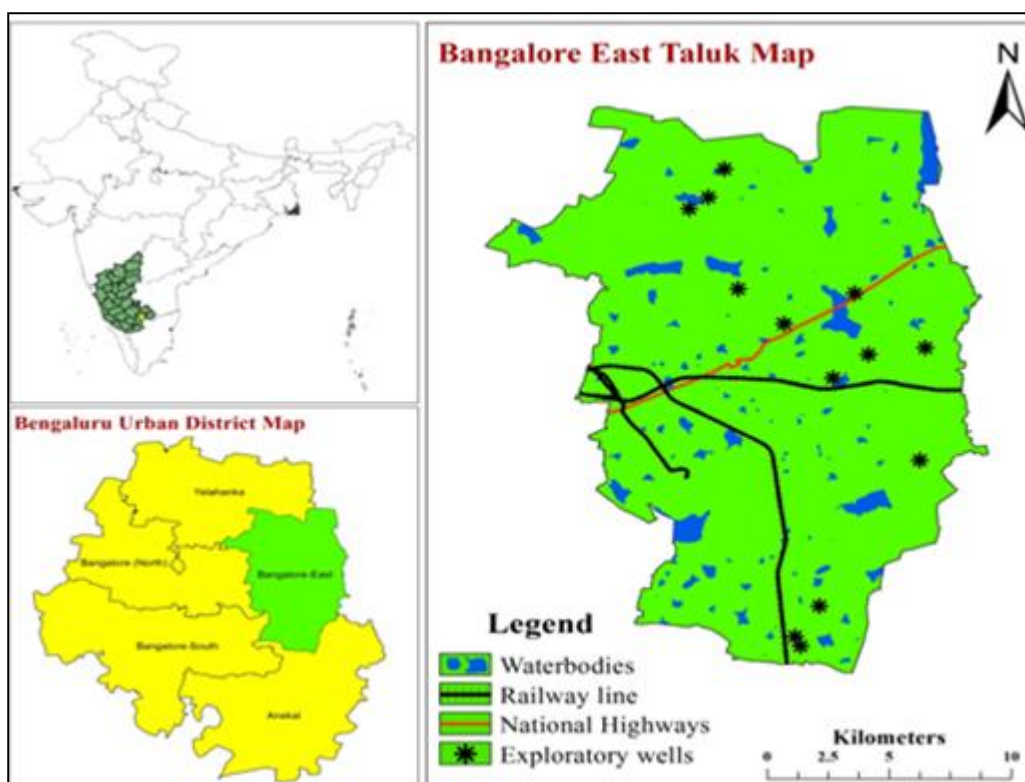 Bangalore East Taluk Map
N
Bengaluru Urban District Map
Yelahanka
Bangalore (North)
Bangalore-East
Bangalore-South
Anekal
Legend
Waterbodies
Railway line
National Highways
Exploratory wells
Kilometers
0 2.5 5 10